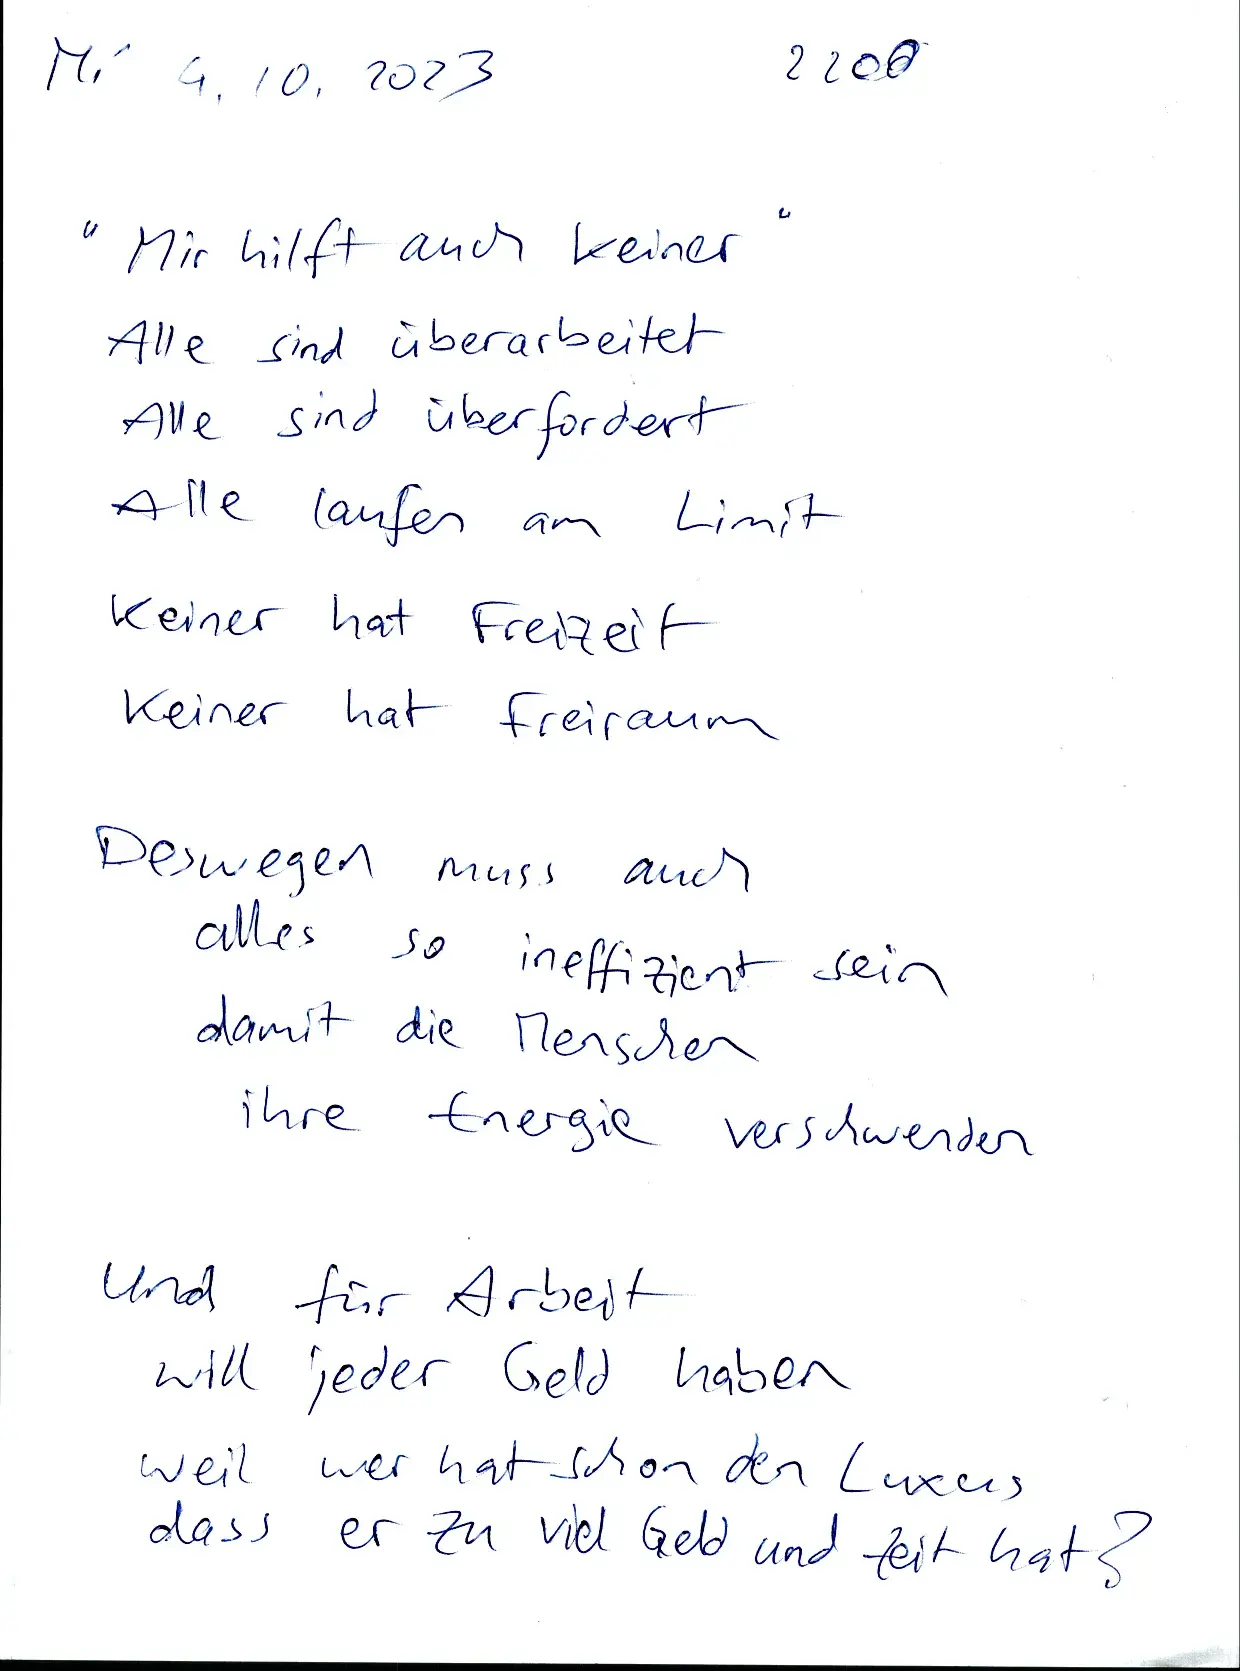 Mi 4.10.2023 2200
"Mir hilft auch keiner"
Alle sind überarbeitet
Alle sind überfordert
Alle laufen am Limit
Keiner hat Freizeit
Keiner hat Freiraum
Deswegen muss auch
alles so ineffizient sein
damit die Menschen
ihre Energie verschwenden
Und für Arbeit
will jeder Geld haben
weil wer hat schon den Luxus
dass er zu viel Geld und Zeit hat?